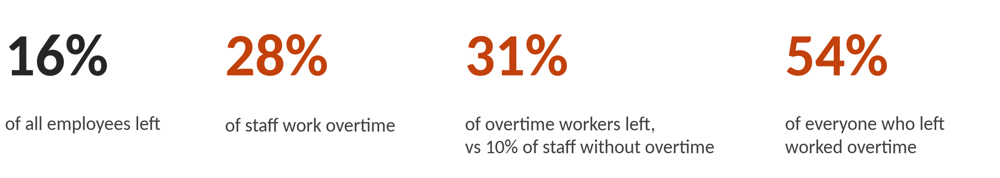 16%
of all employees left
28%
of staff work overtime
31%
of overtime workers left,
vs 10% of staff without overtime
54%
of everyone who left
worked overtime